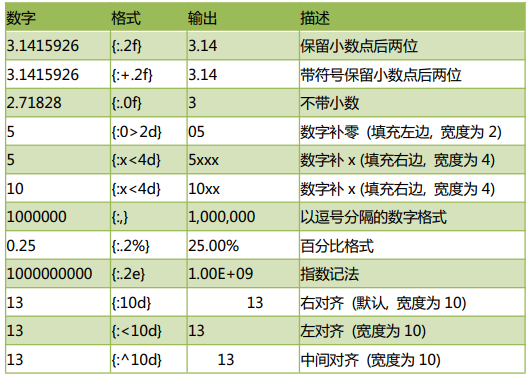 数字 格式 输出 描述
3.1415926 {:.2f} 3.14 保留小数点后两位
3.1415926 {:+.2f} 3.14 带符号保留小数点后两位
2.71828 {:.0f} 3 不带小数
5 {:0>2d} 05 数字补零 (填充左边, 宽度为 2)
5 {:x<4d} 5xxx 数字补 x (填充右边, 宽度为 4)
10 {:x<4d} 10xx 数字补 x (填充右边, 宽度为 4)
1000000 {:,} 1,000,000 以逗号分隔的数字格式
0.25 {:.2%} 25.00% 百分比格式
1000000000 {:.2e} 1.00E+09 指数记法
13 {:10d} 13 右对齐 (默认, 宽度为 10)
13 {:<10d} 13 左对齐 (宽度为 10)
13 {:^10d} 13 中间对齐 (宽度为 10)